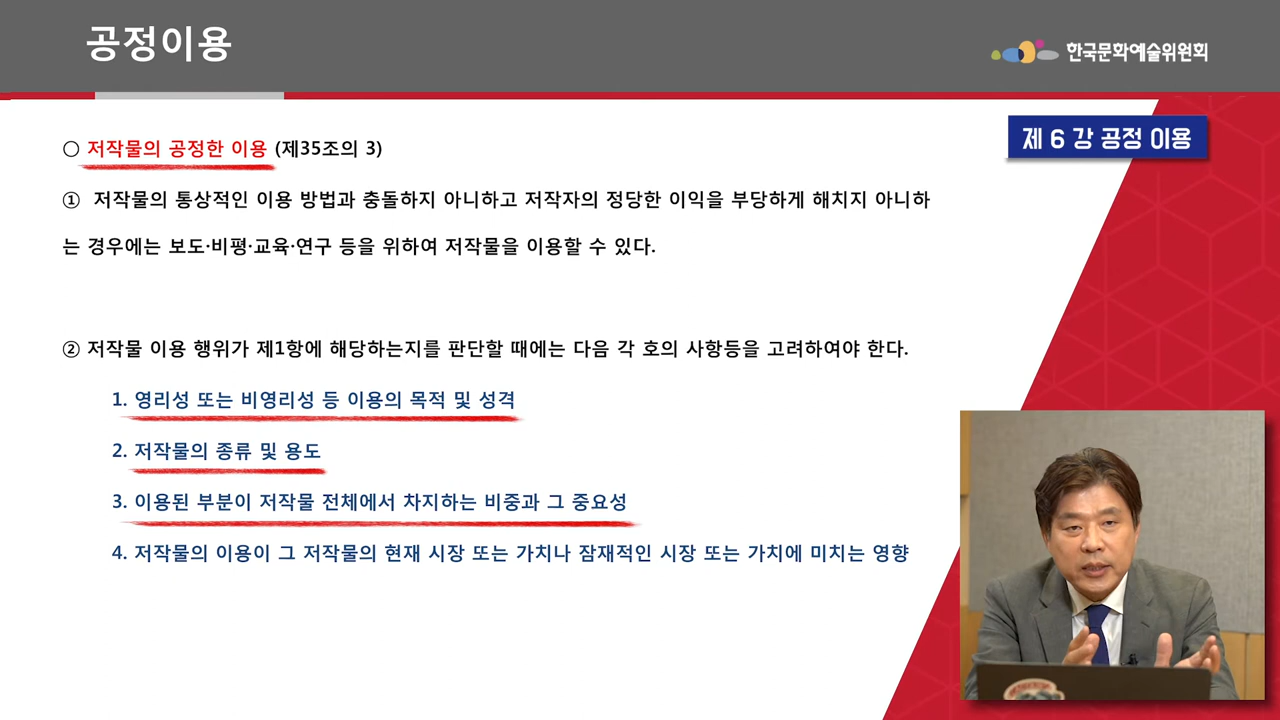 공정이용
한국문화예술위원회
제 6 강 공정 이용
○ 저작물의 공정한 이용 (제35조의 3)
① 저작물의 통상적인 이용 방법과 충돌하지 아니하고 저작자의 정당한 이익을 부당하게 해치지 아니하
는 경우에는 보도·비평·교육·연구 등을 위하여 저작물을 이용할 수 있다.
② 저작물 이용 행위가 제1항에 해당하는지를 판단할 때에는 다음 각 호의 사항등을 고려하여야 한다.
1. 영리성 또는 비영리성 등 이용의 목적 및 성격
2. 저작물의 종류 및 용도
3. 이용된 부분이 저작물 전체에서 차지하는 비중과 그 중요성
4. 저작물의 이용이 그 저작물의 현재 시장 또는 가치나 잠재적인 시장 또는 가치에 미치는 영향